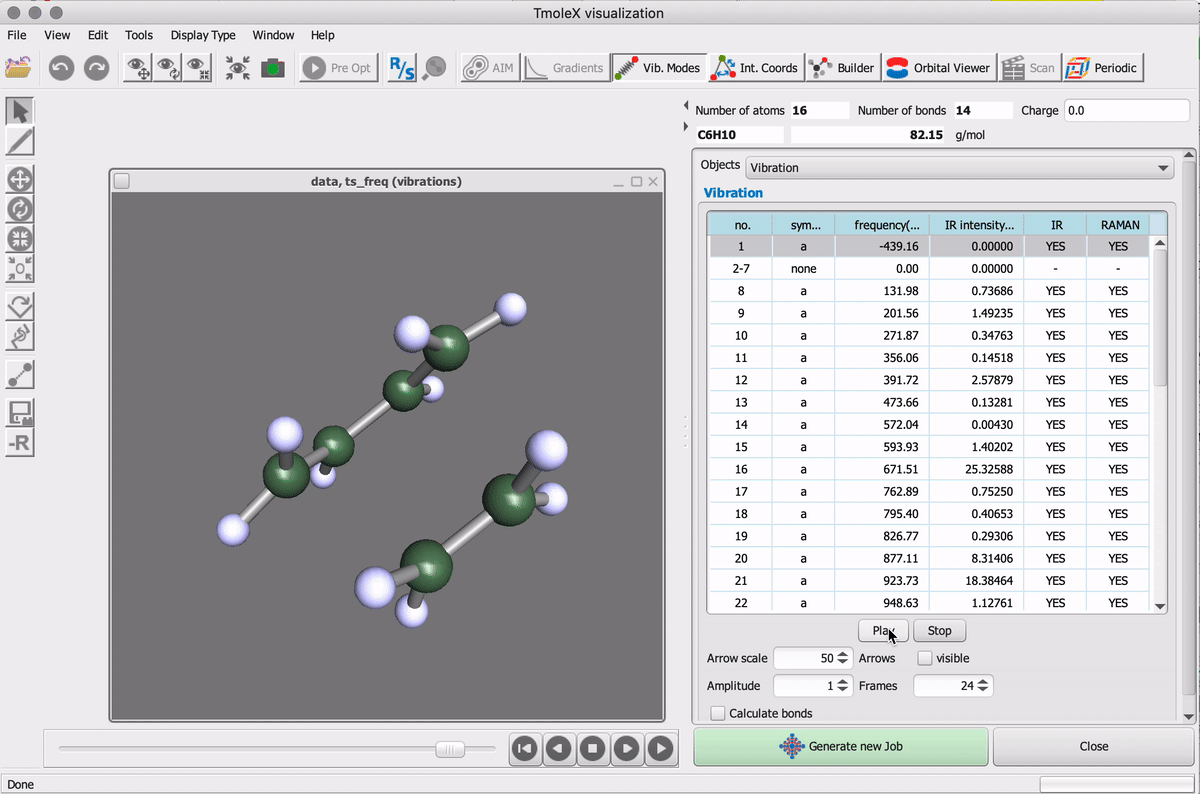 TmoleX visualization
File View Edit Tools Display Type Window Help
Pre Opt R/S AIM Gradients Vib. Modes Int. Coords Builder Orbital Viewer Scan Periodic
Number of atoms 16 Number of bonds 14 Charge 0.0
C6H10 82.15 g/mol
Objects Vibration
data, ts_freq (vibrations)
Vibration
no. sym... frequency(... IR intensity... IR RAMAN
1 a -439.16 0.00000 YES YES
2-7 none 0.00 0.00000 - -
8 a 131.98 0.73686 YES YES
9 a 201.56 1.49235 YES YES
10 a 271.87 0.34763 YES YES
11 a 356.06 0.14518 YES YES
12 a 391.72 2.57879 YES YES
13 a 473.66 0.13281 YES YES
14 a 572.04 0.00430 YES YES
15 a 593.93 1.40202 YES YES
16 a 671.51 25.32588 YES YES
17 a 762.89 0.75250 YES YES
18 a 795.40 0.40653 YES YES
19 a 826.77 0.29306 YES YES
20 a 877.11 8.31406 YES YES
21 a 923.73 18.38464 YES YES
22 a 948.63 1.12761 YES YES
-R
Play Stop
Arrow scale 50 Arrows visible
Amplitude 1 Frames 24
Calculate bonds
Generate new Job Close
Done